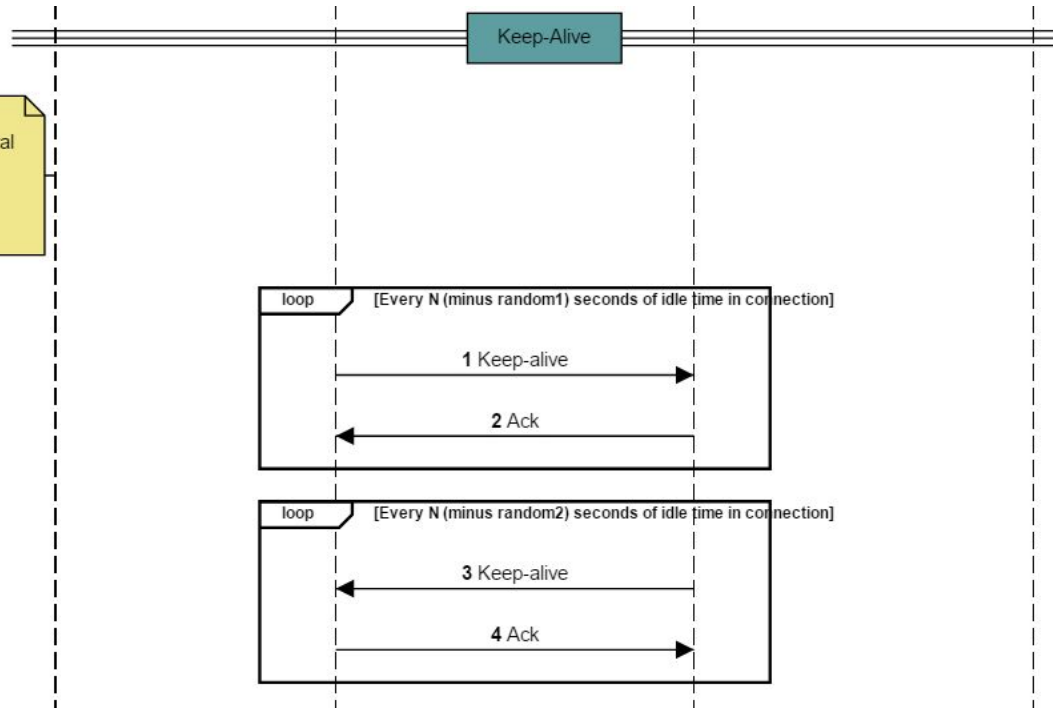 Keep-Alive
al
loop [Every N (minus random1) seconds of idle time in connection]
1 Keep-alive
2 Ack
loop [Every N (minus random2) seconds of idle time in connection]
3 Keep-alive
4 Ack